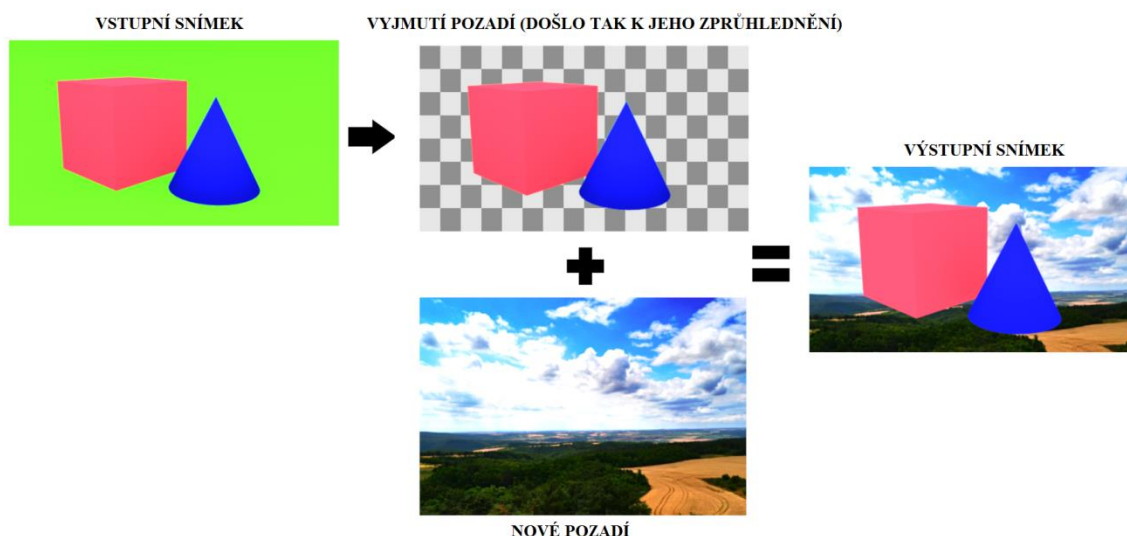 VSTUPNÍ SNÍMEK
VYJMUTÍ POZADÍ (DOŠLO TAK K JEHO ZPRŮHLEDNĚNÍ)
VÝSTUPNÍ SNÍMEK
NOVÉ POZADÍ